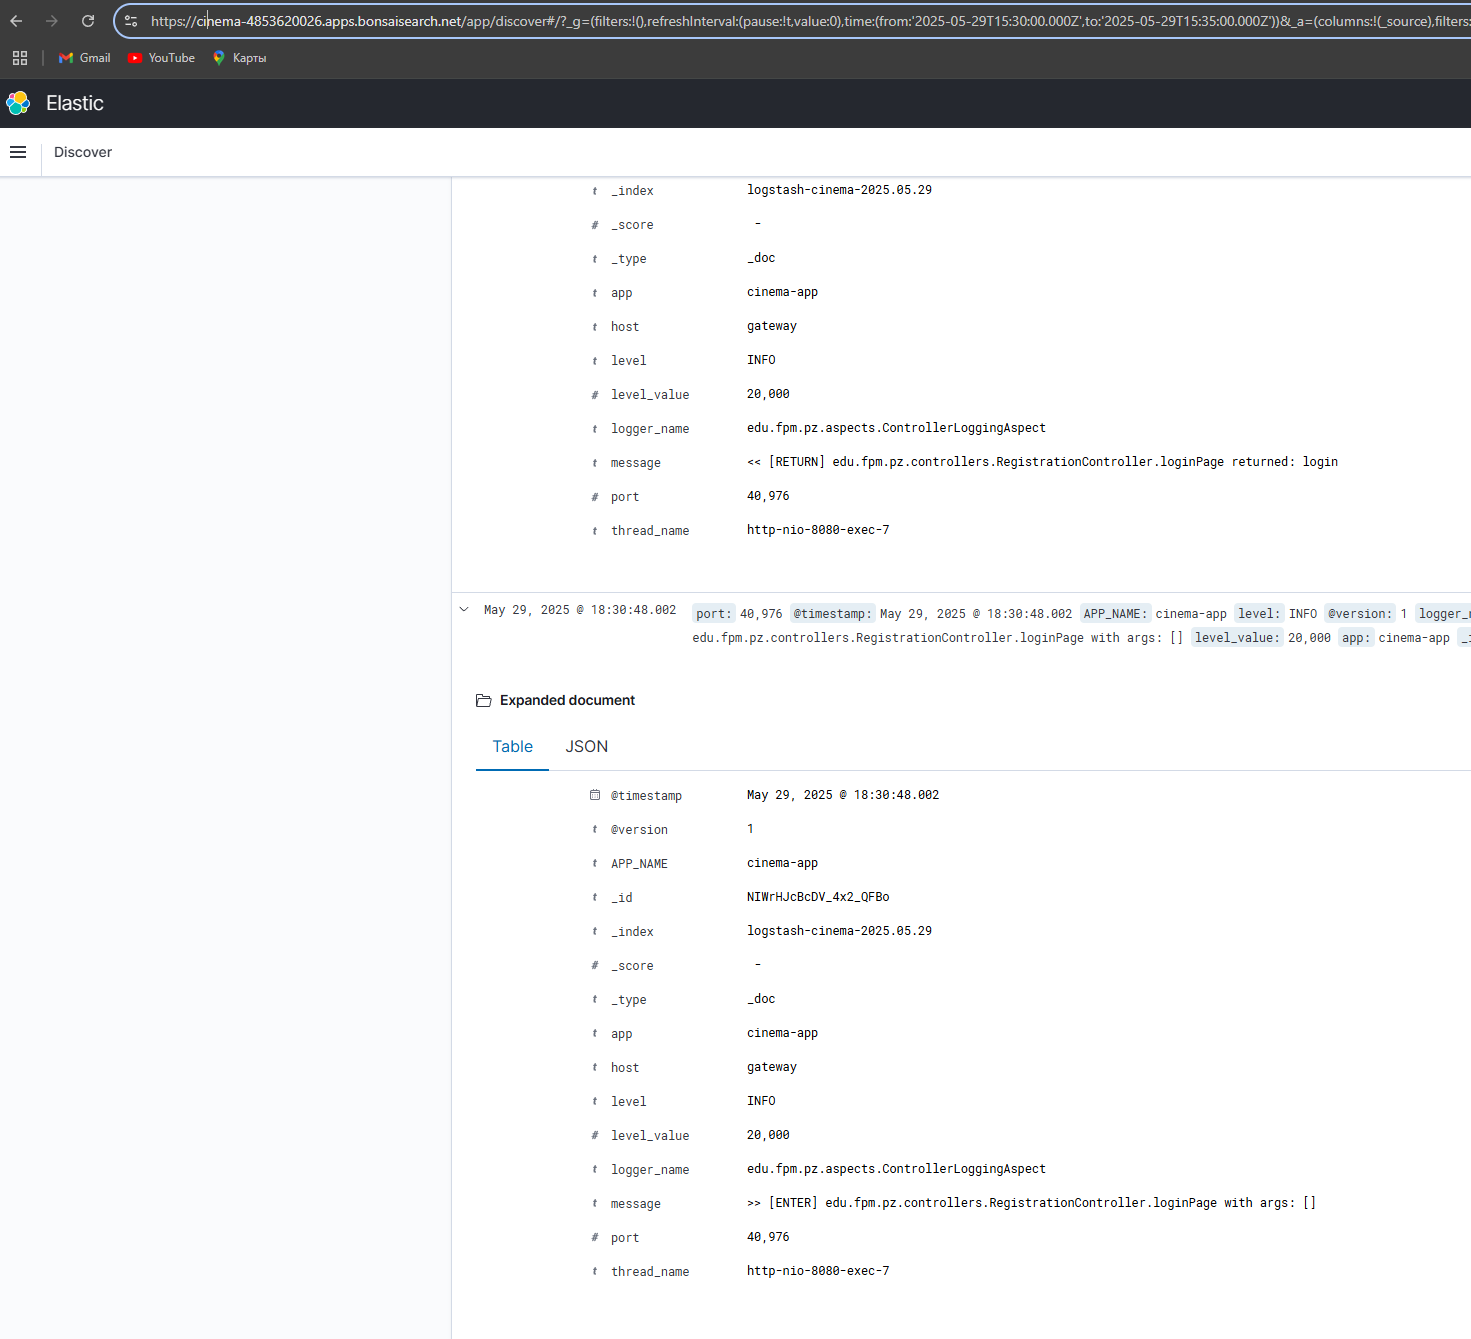 https://cinema-4853620026.apps.bonsaisearch.net/app/discover#/?_g=(filters:!(),refreshInterval:(pause:!t,value:0),time:(from:'2025-05-29T15:30:00.000Z',to:'2025-05-29T15:35:00.000Z'))&_a=(columns:!(_source),filters:
Gmail YouTube Карты
Elastic
Discover
t _index logstash-cinema-2025.05.29
# _score -
t _type _doc
t app cinema-app
t host gateway
t level INFO
# level_value 20,000
t logger_name edu.fpm.pz.aspects.ControllerLoggingAspect
t message << [RETURN] edu.fpm.pz.controllers.RegistrationController.loginPage returned: login
# port 40,976
t thread_name http-nio-8080-exec-7
May 29, 2025 @ 18:30:48.002 port: 40,976 @timestamp: May 29, 2025 @ 18:30:48.002 APP_NAME: cinema-app level: INFO @version: 1 logger_
edu.fpm.pz.controllers.RegistrationController.loginPage with args: [] level_value: 20,000 app: cinema-app
Expanded document
Table JSON
@timestamp May 29, 2025 @ 18:30:48.002
t @version 1
t APP_NAME cinema-app
t _id NIWrHJcBcDV_4x2_QFBo
t _index logstash-cinema-2025.05.29
# _score -
t _type _doc
t app cinema-app
t host gateway
t level INFO
# level_value 20,000
t logger_name edu.fpm.pz.aspects.ControllerLoggingAspect
t message >> [ENTER] edu.fpm.pz.controllers.RegistrationController.loginPage with args: []
# port 40,976
t thread_name http-nio-8080-exec-7